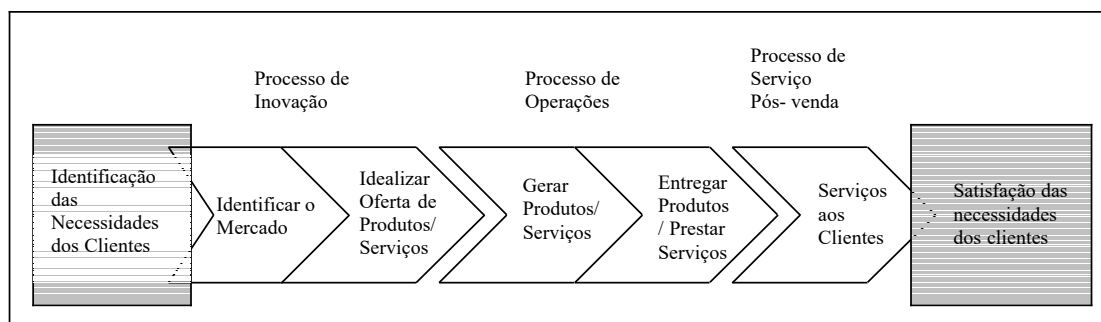 Processo de
Inovação
Processo de
Operações
Processo de
Serviço
Pós- venda
Identificação
das
Necessidades
dos Clientes
Identificar o
Mercado
Idealizar
Oferta de
Produtos/
Serviços
Gerar
Produtos/
Serviços
Entregar
Produtos
/ Prestar
Serviços
Serviços
aos
Clientes
Satisfação das
necessidades
dos clientes